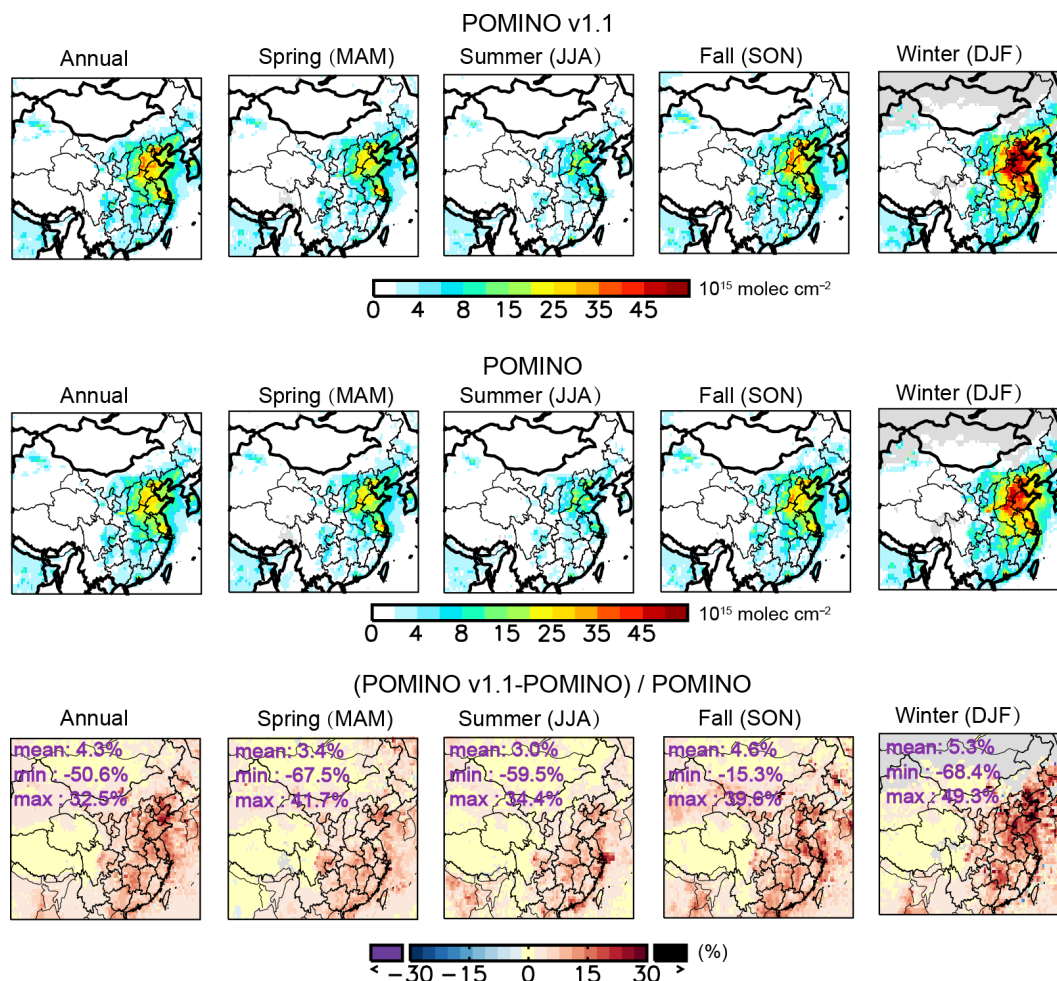 POMINO v1.1
Annual Spring (MAM) Summer (JJA) Fall (SON) Winter (DJF)
0 4 8 15 25 35 45 10¹⁵ molec cm⁻²
POMINO
Annual Spring (MAM) Summer (JJA) Fall (SON) Winter (DJF)
0 4 8 15 25 35 45 10¹⁵ molec cm⁻²
(POMINO v1.1-POMINO) / POMINO
Annual Spring (MAM) Summer (JJA) Fall (SON) Winter (DJF)
mean: 4.3% mean: 3.4% mean: 3.0% mean: 4.6% mean: 5.3%
min : -50.6% min : -67.5% min : -59.5% min : -15.3% min : -68.4%
max : 32.5% max : 41.7% max : 34.4% max : 39.6% max : 49.3%
< -30 -15 0 15 30 > (%)